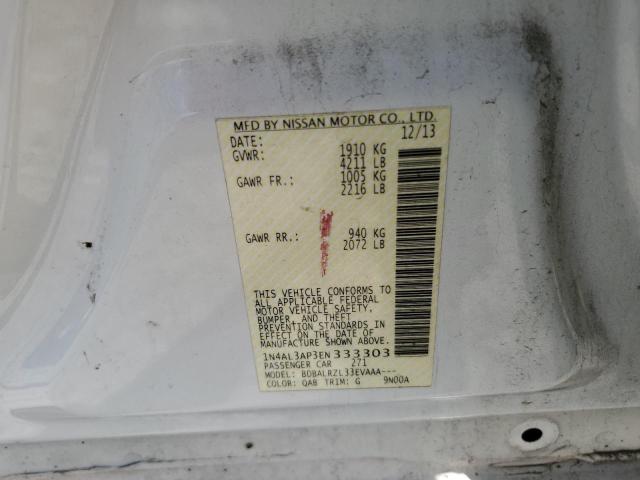 MFD BY NISSAN MOTOR CO., LTD.
DATE: 12/13
GVWR: 1910 KG
4211 LB
GAWR FR.: 1005 KG
2216 LB
GAWR RR.: 940 KG
2072 LB
THIS VEHICLE CONFORMS TO
ALL APPLICABLE FEDERAL
MOTOR VEHICLE SAFETY,
BUMPER, AND THEFT
PREVENTION STANDARDS IN
EFFECT ON THE DATE OF
MANUFACTURE SHOWN ABOVE.
1N4AL3AP3EN333303
PASSENGER CAR 271
MODEL: BDBALRZL33EVAAA---
COLOR: QAB TRIM: G 9N00A